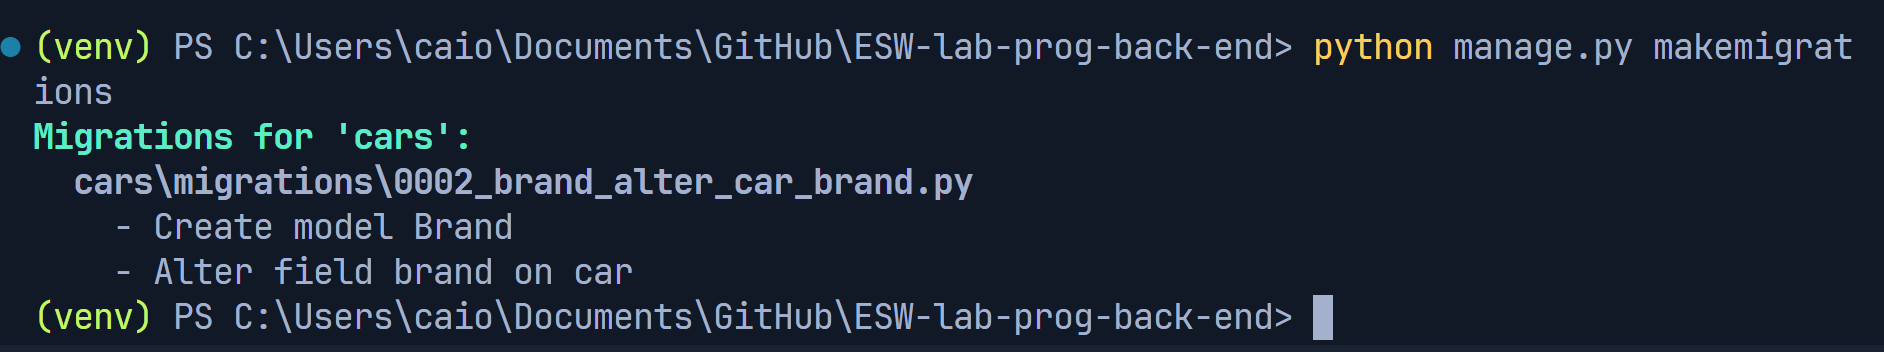 (venv) PS C:\Users\caio\Documents\GitHub\ESW-lab-prog-back-end> python manage.py makemigrat
ions
Migrations for 'cars':
  cars\migrations\0002_brand_alter_car_brand.py
    - Create model Brand
    - Alter field brand on car
(venv) PS C:\Users\caio\Documents\GitHub\ESW-lab-prog-back-end>